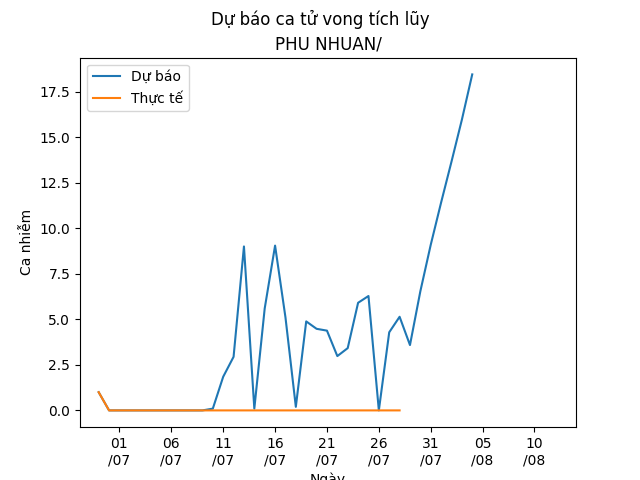 Dự báo ca tử vong tích lũy
PHU NHUAN/
Dự báo
Thực tế
Ca nhiễm
17.5
15.0
12.5
10.0
7.5
5.0
2.5
0.0
01 06 11 16 21 26 31 05 10
/07 /07 /07 /07 /07 /07 /07 /08 /08
Ngày